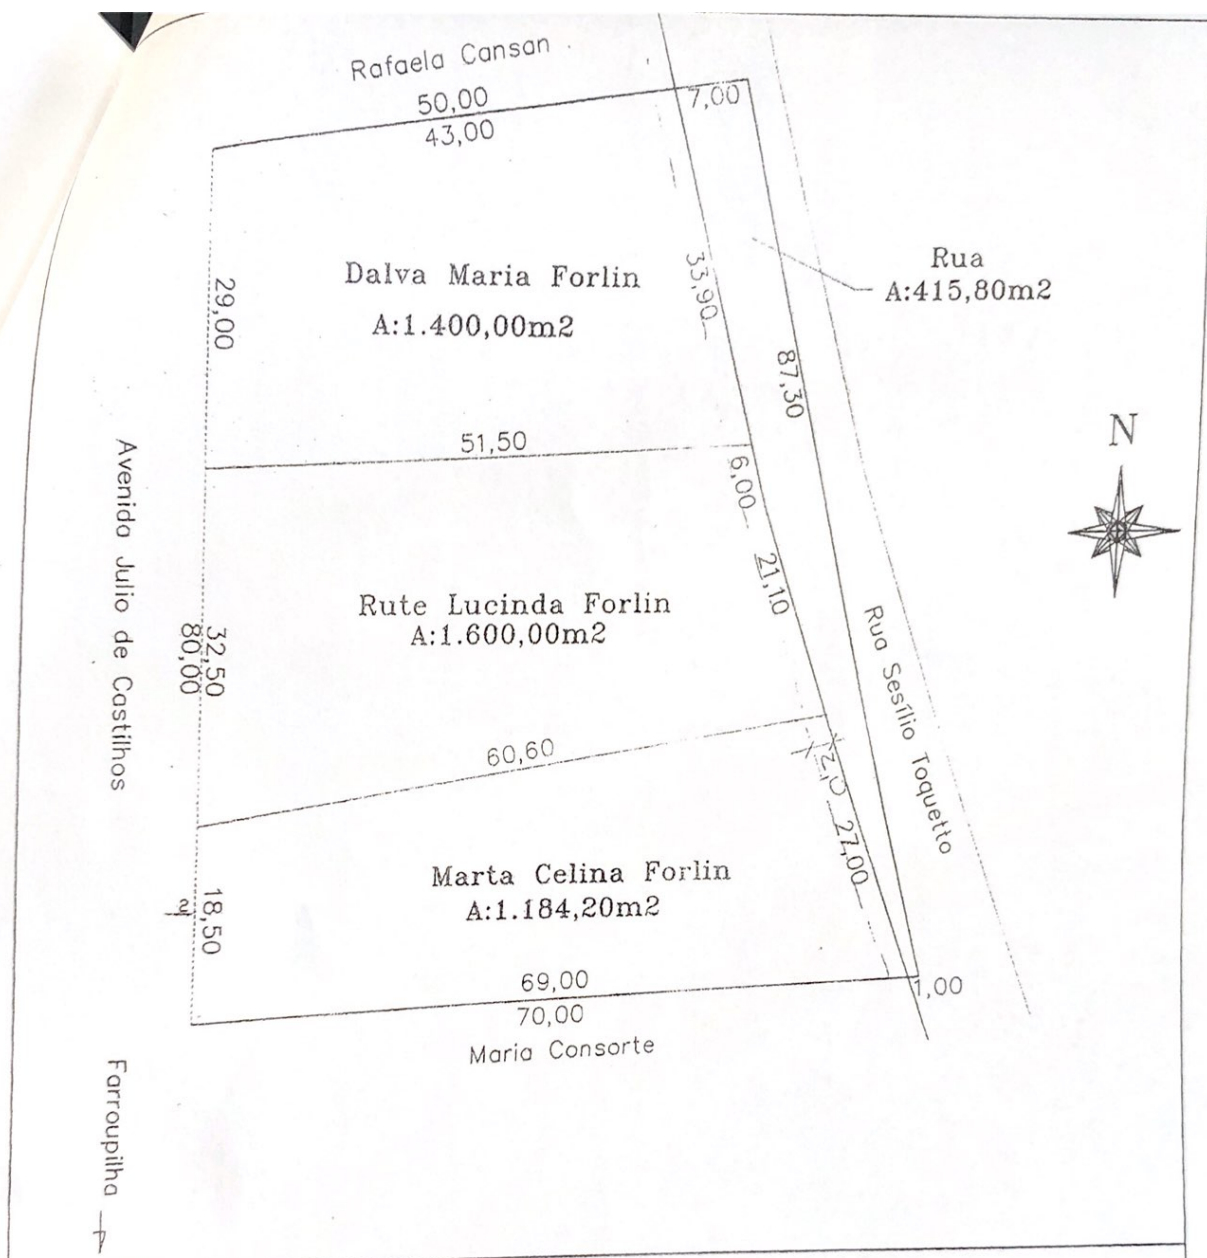 Rafaela Cansan
50,00
43,00
7,00
Dalva Maria Forlin
A:1.400,00m2
29,00
33,90
Rua
A:415,80m2
87,30
N
51,50
6,00
21,10
Avenida Julio de Castilhos
Rute Lucinda Forlin
A:1.600,00m2
32,50
80,00
Rua Sesílio Toquetto
60,60
27,00
Marta Celina Forlin
A:1.184,20m2
18,50
69,00
70,00
1,00
Maria Consorte
Farroupilha